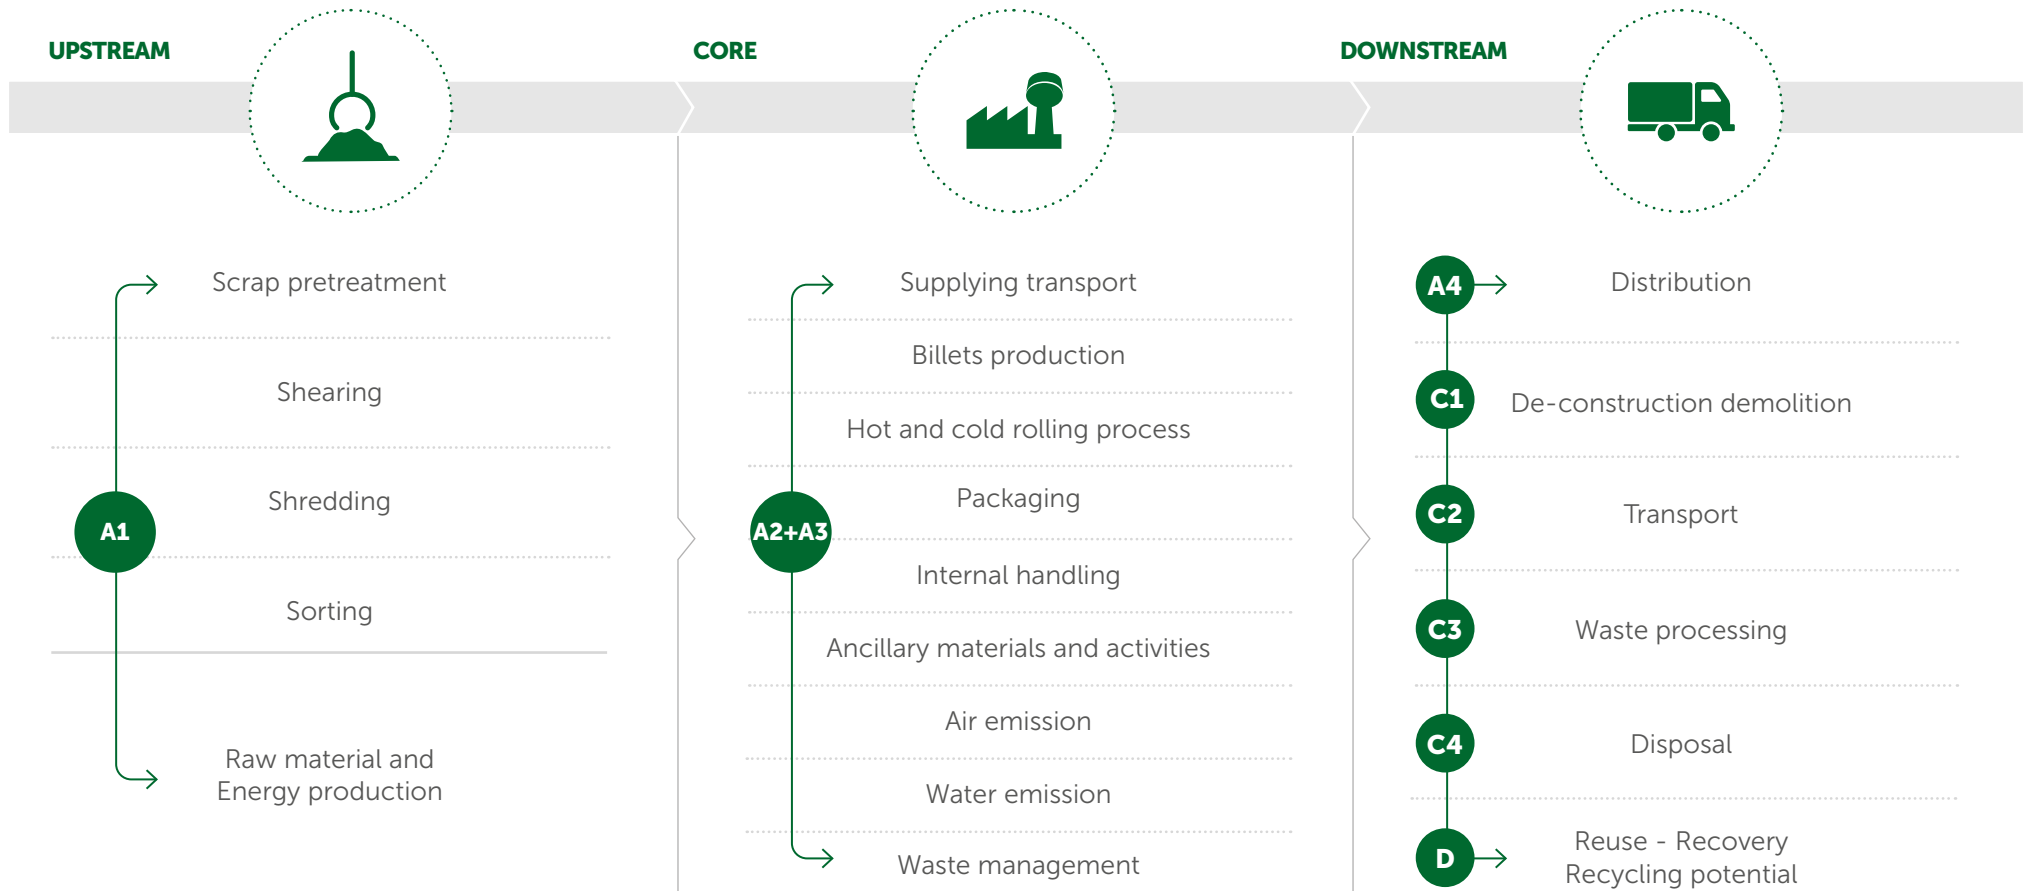 UPSTREAM
Scrap pretreatment
Shearing
Shredding
A1
Sorting
Raw material and
Energy production
CORE
Supplying transport
Billets production
Hot and cold rolling process
Packaging
A2+A3
Internal handling
Ancillary materials and activities
Air emission
Water emission
Waste management
DOWNSTREAM
A4
Distribution
C1
De-construction demolition
C2
Transport
C3
Waste processing
C4
Disposal
D
Reuse - Recovery
Recycling potential